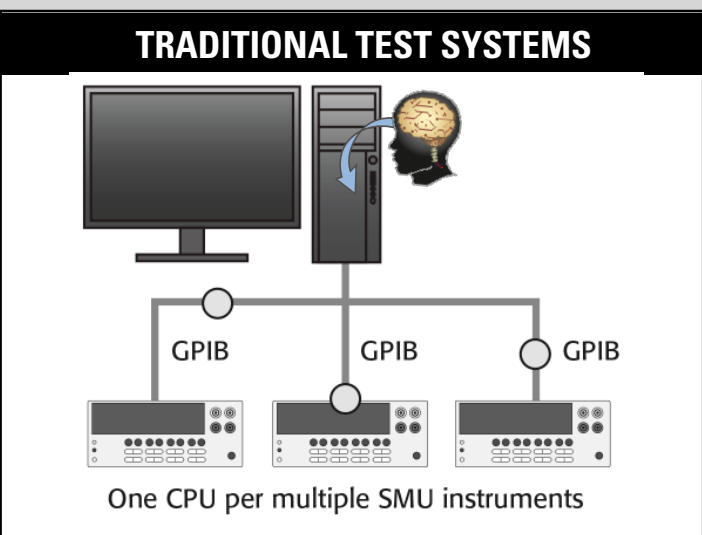 TRADITIONAL TEST SYSTEMS
GPIB GPIB GPIB
One CPU per multiple SMU instruments